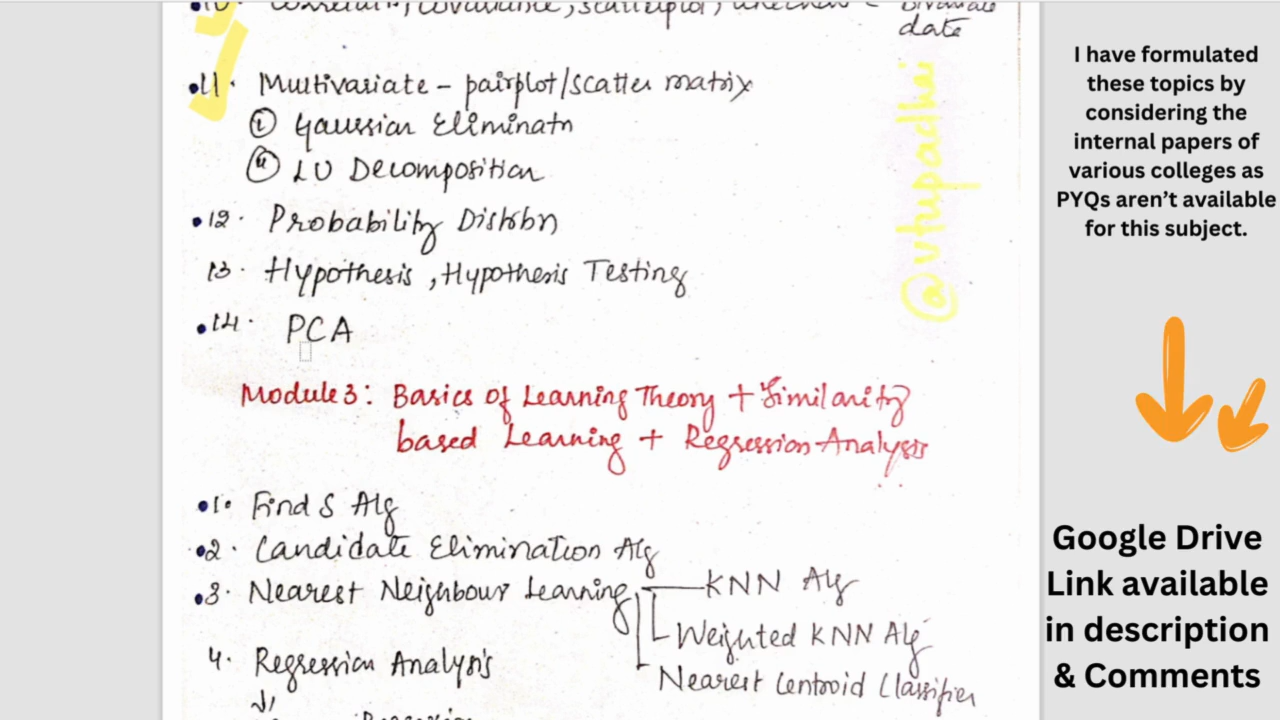 10. covariance, scatterplot,
date
11. Multivariate - pairplot/scatter matrix
① Gaussian Eliminatn
② LU Decomposition
12. Probability Distrbn
13. Hypothesis, Hypothesis Testing
14. PCA
Module 3: Basics of Learning Theory + Similarity
based Learning + Regression Analysis
1. Find S Alg
2. Candidate Elimination Alg
3. Nearest Neighbour Learning KNN Alg
Weighted KNN Alg
4. Regression Analysis
Nearest Centroid Classifier
Regression
@vtupadhai
I have formulated
these topics by
considering the
internal papers of
various colleges as
PYQs aren't available
for this subject.
Google Drive
Link available
in description
& Comments